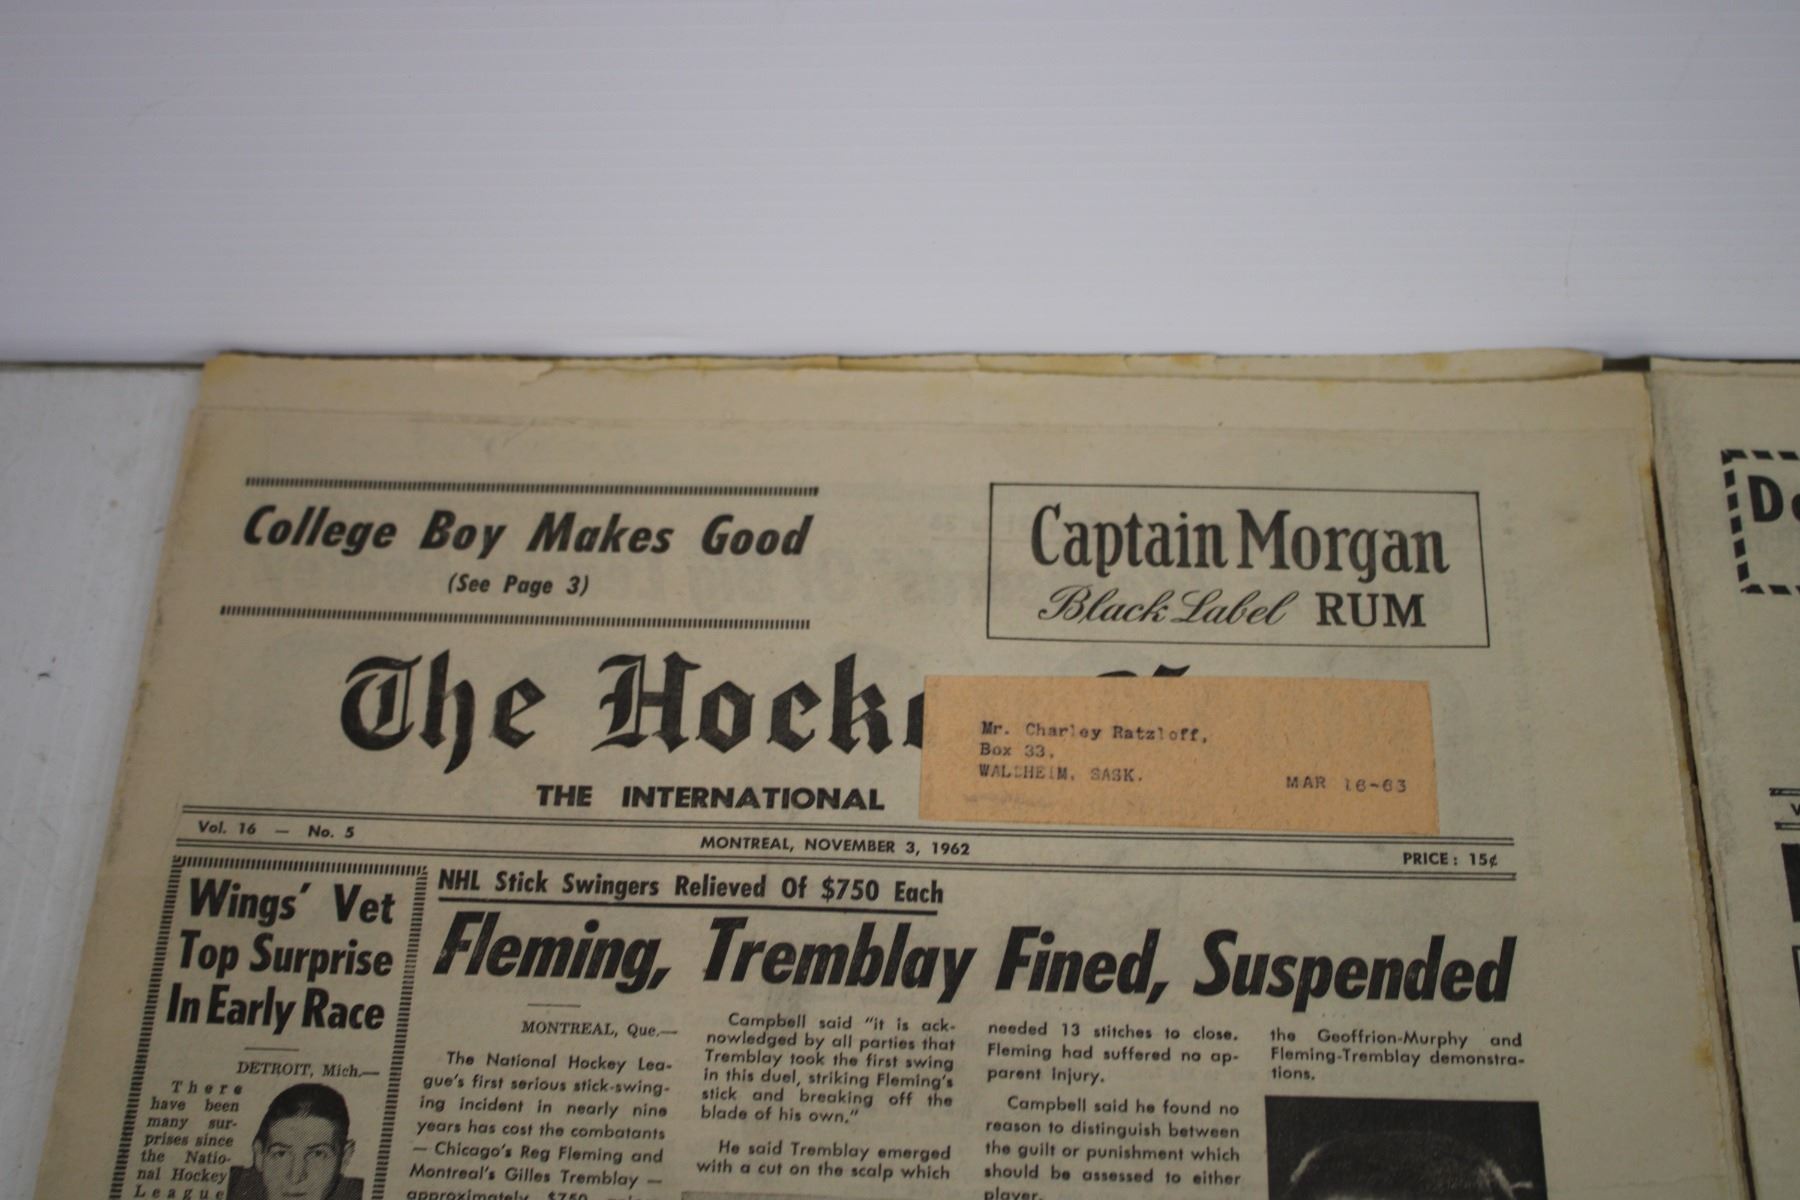 College Boy Makes Good
(See Page 3)
Captain Morgan
Black Label RUM
The Hocke
Mr. Charley Ratzloff,
Box 33,
WALDHEIM, SASK.
MAR 16-63
THE INTERNATIONAL
Vol. 16 — No. 5
MONTREAL, NOVEMBER 3, 1962
PRICE: 15¢
Wings' Vet
Top Surprise
In Early Race
DETROIT, Mich.—
There
have been
many sur-
prises since
the Natio-
nal Hockey
League
NHL Stick Swingers Relieved Of $750 Each
Fleming, Tremblay Fined, Suspended
MONTREAL, Que.—
The National Hockey Lea-
gue's first serious stick-swing-
ing incident in nearly nine
years has cost the combatants
— Chicago's Reg Fleming and
Montreal's Gilles Tremblay —
approximately $750
Campbell said "it is ack-
nowledged by all parties that
Tremblay took the first swing
in this duel, striking Fleming's
stick and breaking off the
blade of his own."
He said Tremblay emerged
with a cut on the scalp which
needed 13 stitches to close.
Fleming had suffered no ap-
parent injury.
Campbell said he found no
reason to distinguish between
the guilt or punishment which
should be assessed to either
player.
the Geoffrion-Murphy and
Fleming-Tremblay demonstra-
tions.